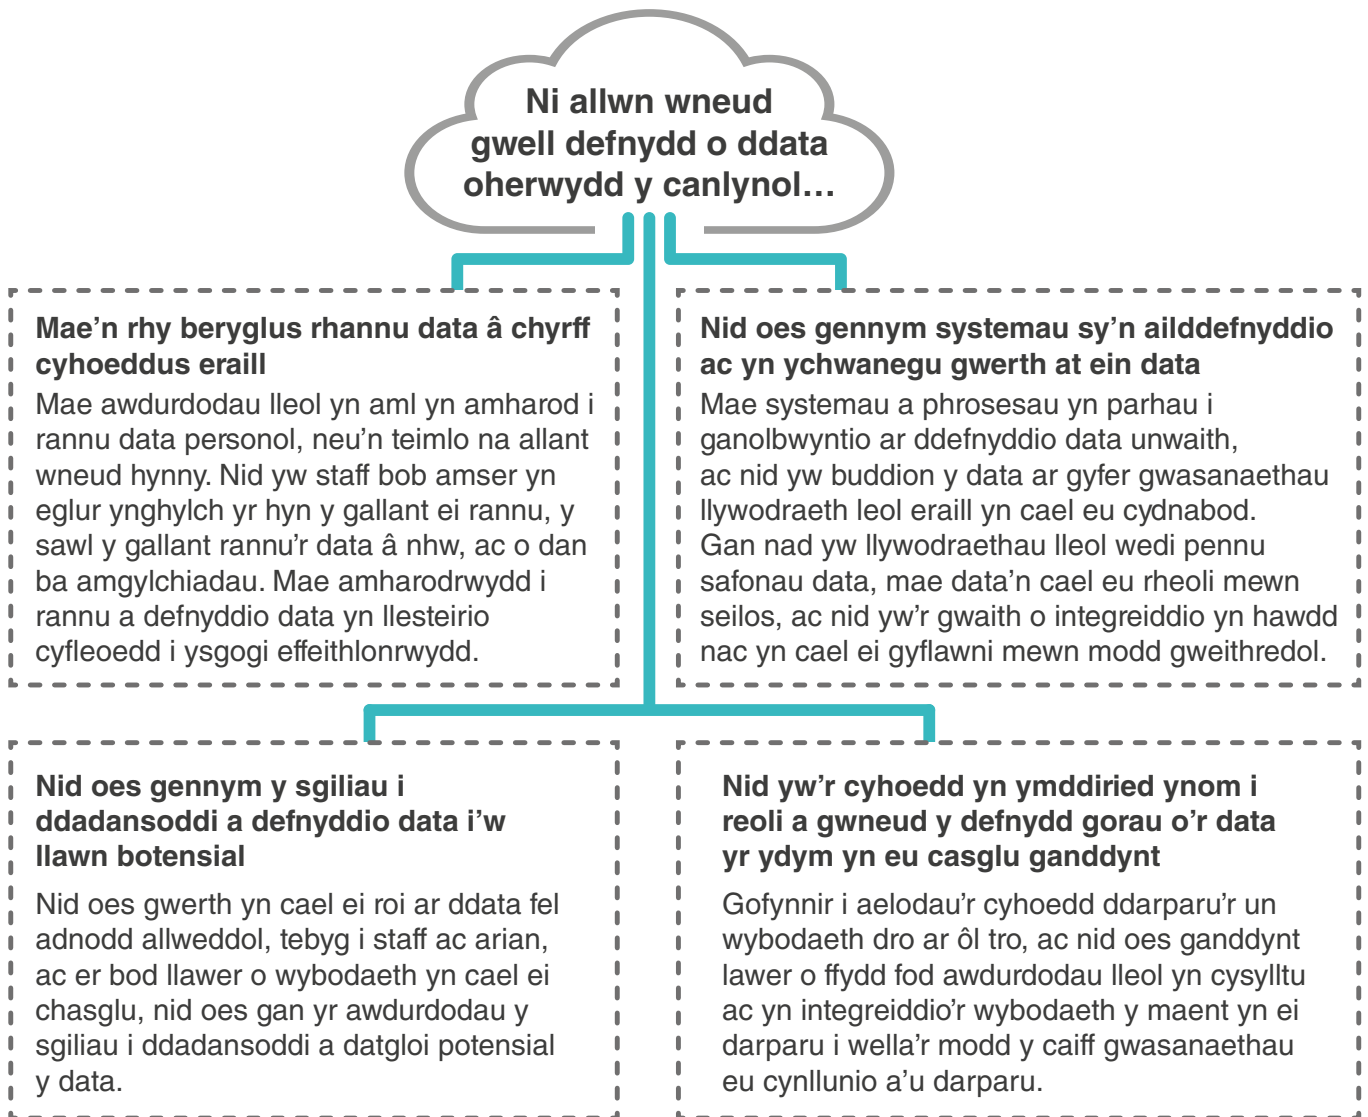 Ni allwn wneud
gwell defnydd o ddata
oherwydd y canlynol…
Mae’n rhy beryglus rhannu data â chyrff
cyhoeddus eraill
Mae awdurdodau lleol yn aml yn amharod i
rannu data personol, neu’n teimlo na allant
wneud hynny. Nid yw staff bob amser yn
eglur ynghylch yr hyn y gallant ei rannu, y
sawl y gallant rannu’r data â nhw, ac o dan
ba amgylchiadau. Mae amharodrwydd i
rannu a defnyddio data yn llesteirio
cyfleoedd i ysgogi effeithlonrwydd.
Nid oes gennym systemau sy’n ailddefnyddio
ac yn ychwanegu gwerth at ein data
Mae systemau a phrosesau yn parhau i
ganolbwyntio ar ddefnyddio data unwaith,
ac nid yw buddion y data ar gyfer gwasanaethau
llywodraeth leol eraill yn cael eu cydnabod.
Gan nad yw llywodraethau lleol wedi pennu
safonau data, mae data’n cael eu rheoli mewn
seilos, ac nid yw’r gwaith o integreiddio yn hawdd
nac yn cael ei gyflawni mewn modd gweithredol.
Nid oes gennym y sgiliau i
ddadansoddi a defnyddio data i’w
llawn botensial
Nid oes gwerth yn cael ei roi ar ddata fel
adnodd allweddol, tebyg i staff ac arian,
ac er bod llawer o wybodaeth yn cael ei
chasglu, nid oes gan yr awdurdodau y
sgiliau i ddadansoddi a datgloi potensial
y data.
Nid yw’r cyhoedd yn ymddiried ynom i
reoli a gwneud y defnydd gorau o’r data
yr ydym yn eu casglu ganddynt
Gofynnir i aelodau’r cyhoedd ddarparu’r un
wybodaeth dro ar ôl tro, ac nid oes ganddynt
lawer o ffydd fod awdurdodau lleol yn cysylltu
ac yn integreiddio’r wybodaeth y maent yn ei
darparu i wella’r modd y caiff gwasanaethau
eu cynllunio a’u darparu.